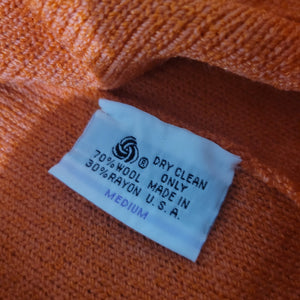 ® DRY CLEAN
ONLY
70% WOOL MADE IN
30% RAYON U.S.A.
MEDIUM